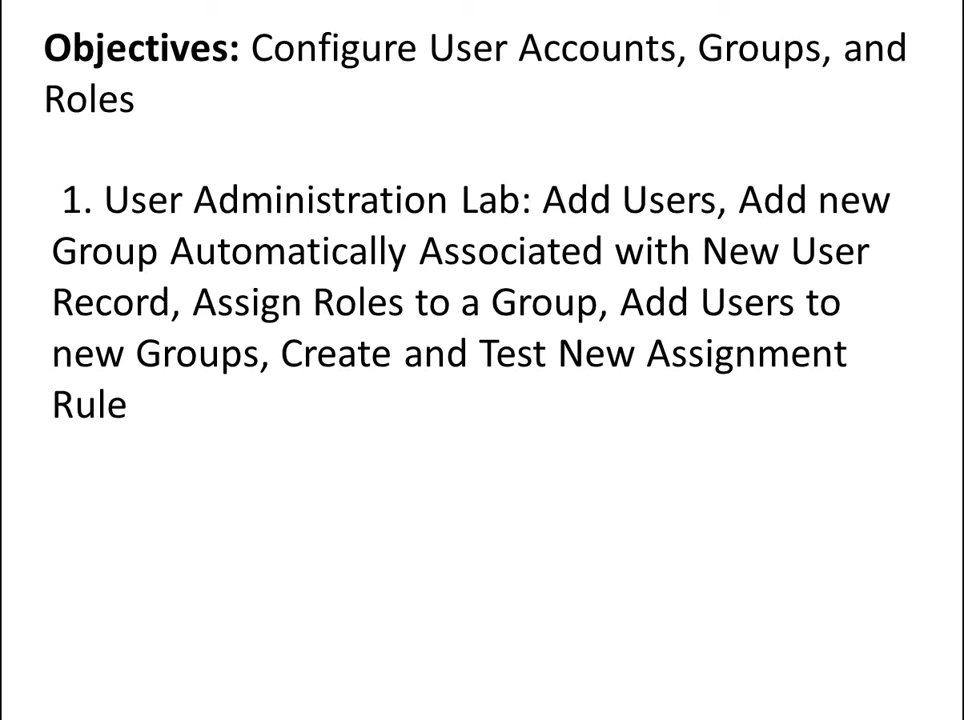 Objectives: Configure User Accounts, Groups, and
Roles
1. User Administration Lab: Add Users, Add new
Group Automatically Associated with New User
Record, Assign Roles to a Group, Add Users to
new Groups, Create and Test New Assignment
Rule